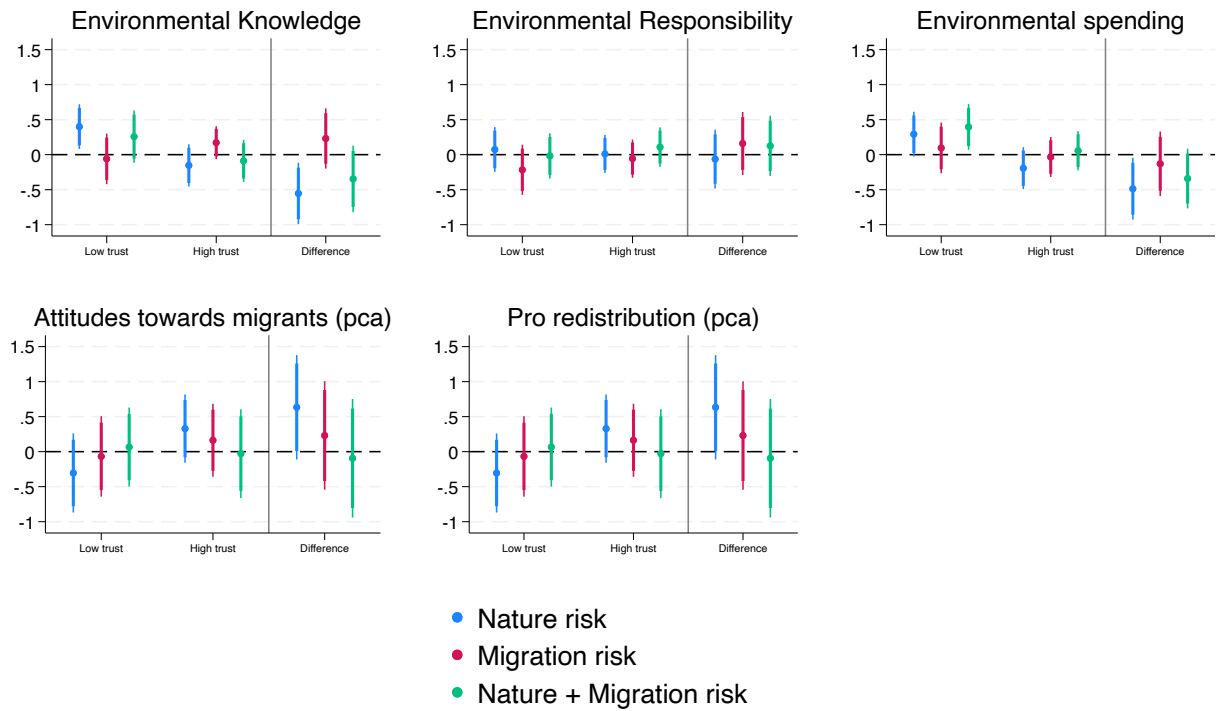 Environmental Knowledge
1.5
1
.5
0
-.5
-1
Low trust High trust Difference
Environmental Responsibility
1.5
1
.5
0
-.5
-1
Low trust High trust Difference
Environmental spending
1.5
1
.5
0
-.5
-1
Low trust High trust Difference
Attitudes towards migrants (pca)
1.5
1
.5
0
-.5
-1
Low trust High trust Difference
Pro redistribution (pca)
1.5
1
.5
0
-.5
-1
Low trust High trust Difference
Nature risk
Migration risk
Nature + Migration risk